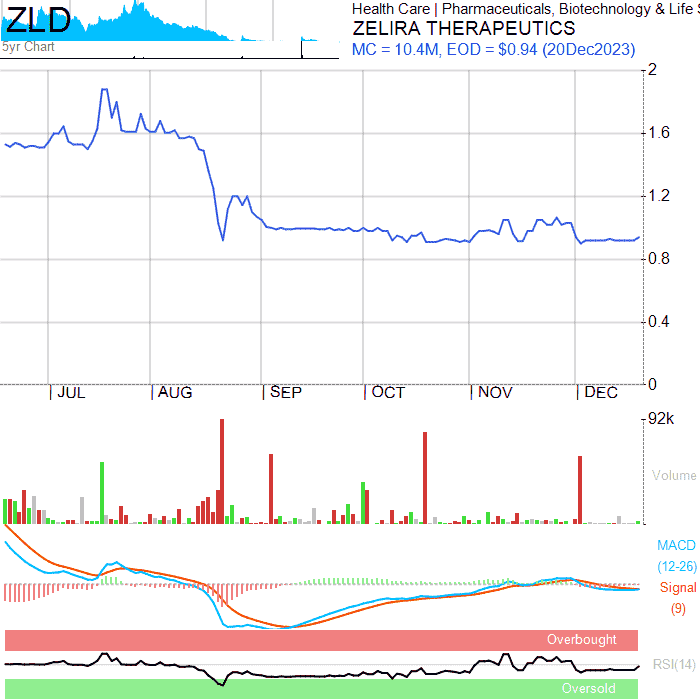 ZLD
5yr Chart
Health Care | Pharmaceuticals, Biotechnology & Life S
ZELIRA THERAPEUTICS
MC = 10.4M, EOD = $0.94 (20Dec2023)
2
1.6
1.2
0.8
0.4
0
JUL AUG SEP OCT NOV DEC
92k
Volume
MACD
(12-26)
Signal
(9)
Overbought
RSI(14)
Oversold